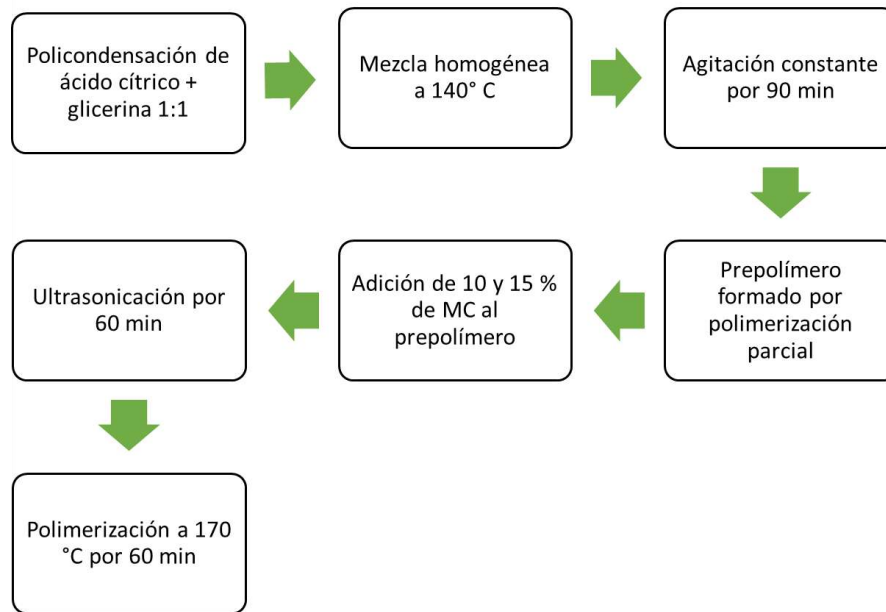 Policondensación de
ácido cítrico +
glicerina 1:1
Mezcla homogénea
a 140° C
Agitación constante
por 90 min
Prepolímero
formado por
polimerización
parcial
Adición de 10 y 15 %
de MC al
prepolímero
Ultrasonicación por
60 min
Polimerización a 170
°C por 60 min